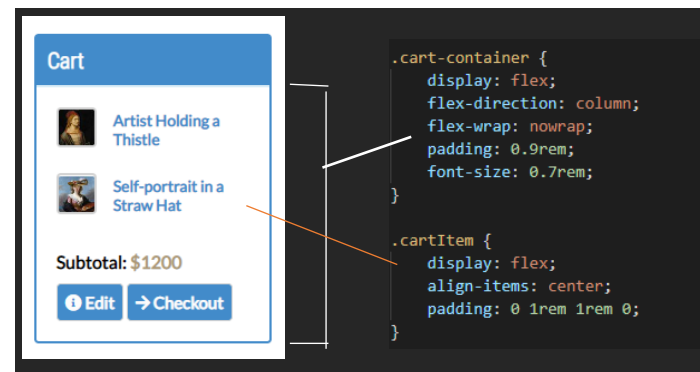 Cart
Artist Holding a
Thistle
Self-portrait in a
Straw Hat
Subtotal: $1200
Edit
Checkout
.cart-container {
display: flex;
flex-direction: column;
flex-wrap: nowrap;
padding: 0.9rem;
font-size: 0.7rem;
}
.cartItem {
display: flex;
align-items: center;
padding: 0 1rem 1rem 0;
}